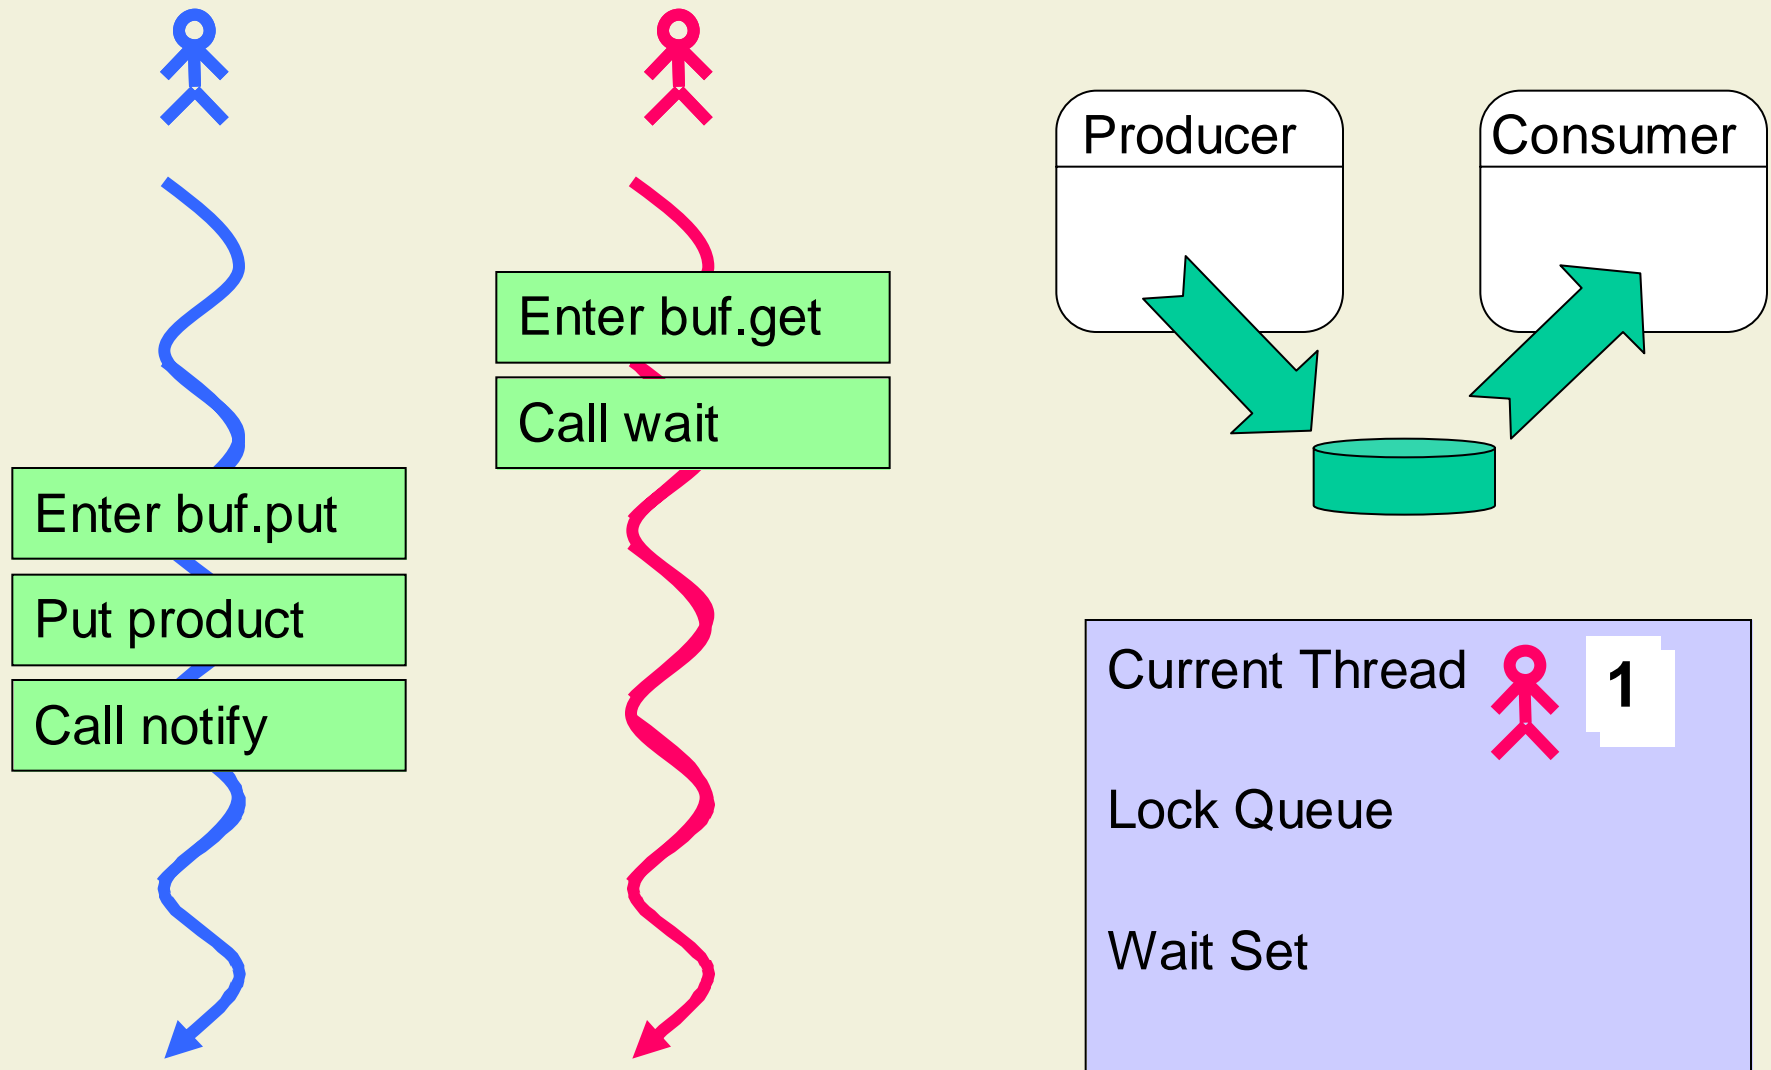 Enter buf.put
Put product
Call notify
Enter buf.get
Call wait
Producer
Consumer
Current Thread 1
Lock Queue
Wait Set